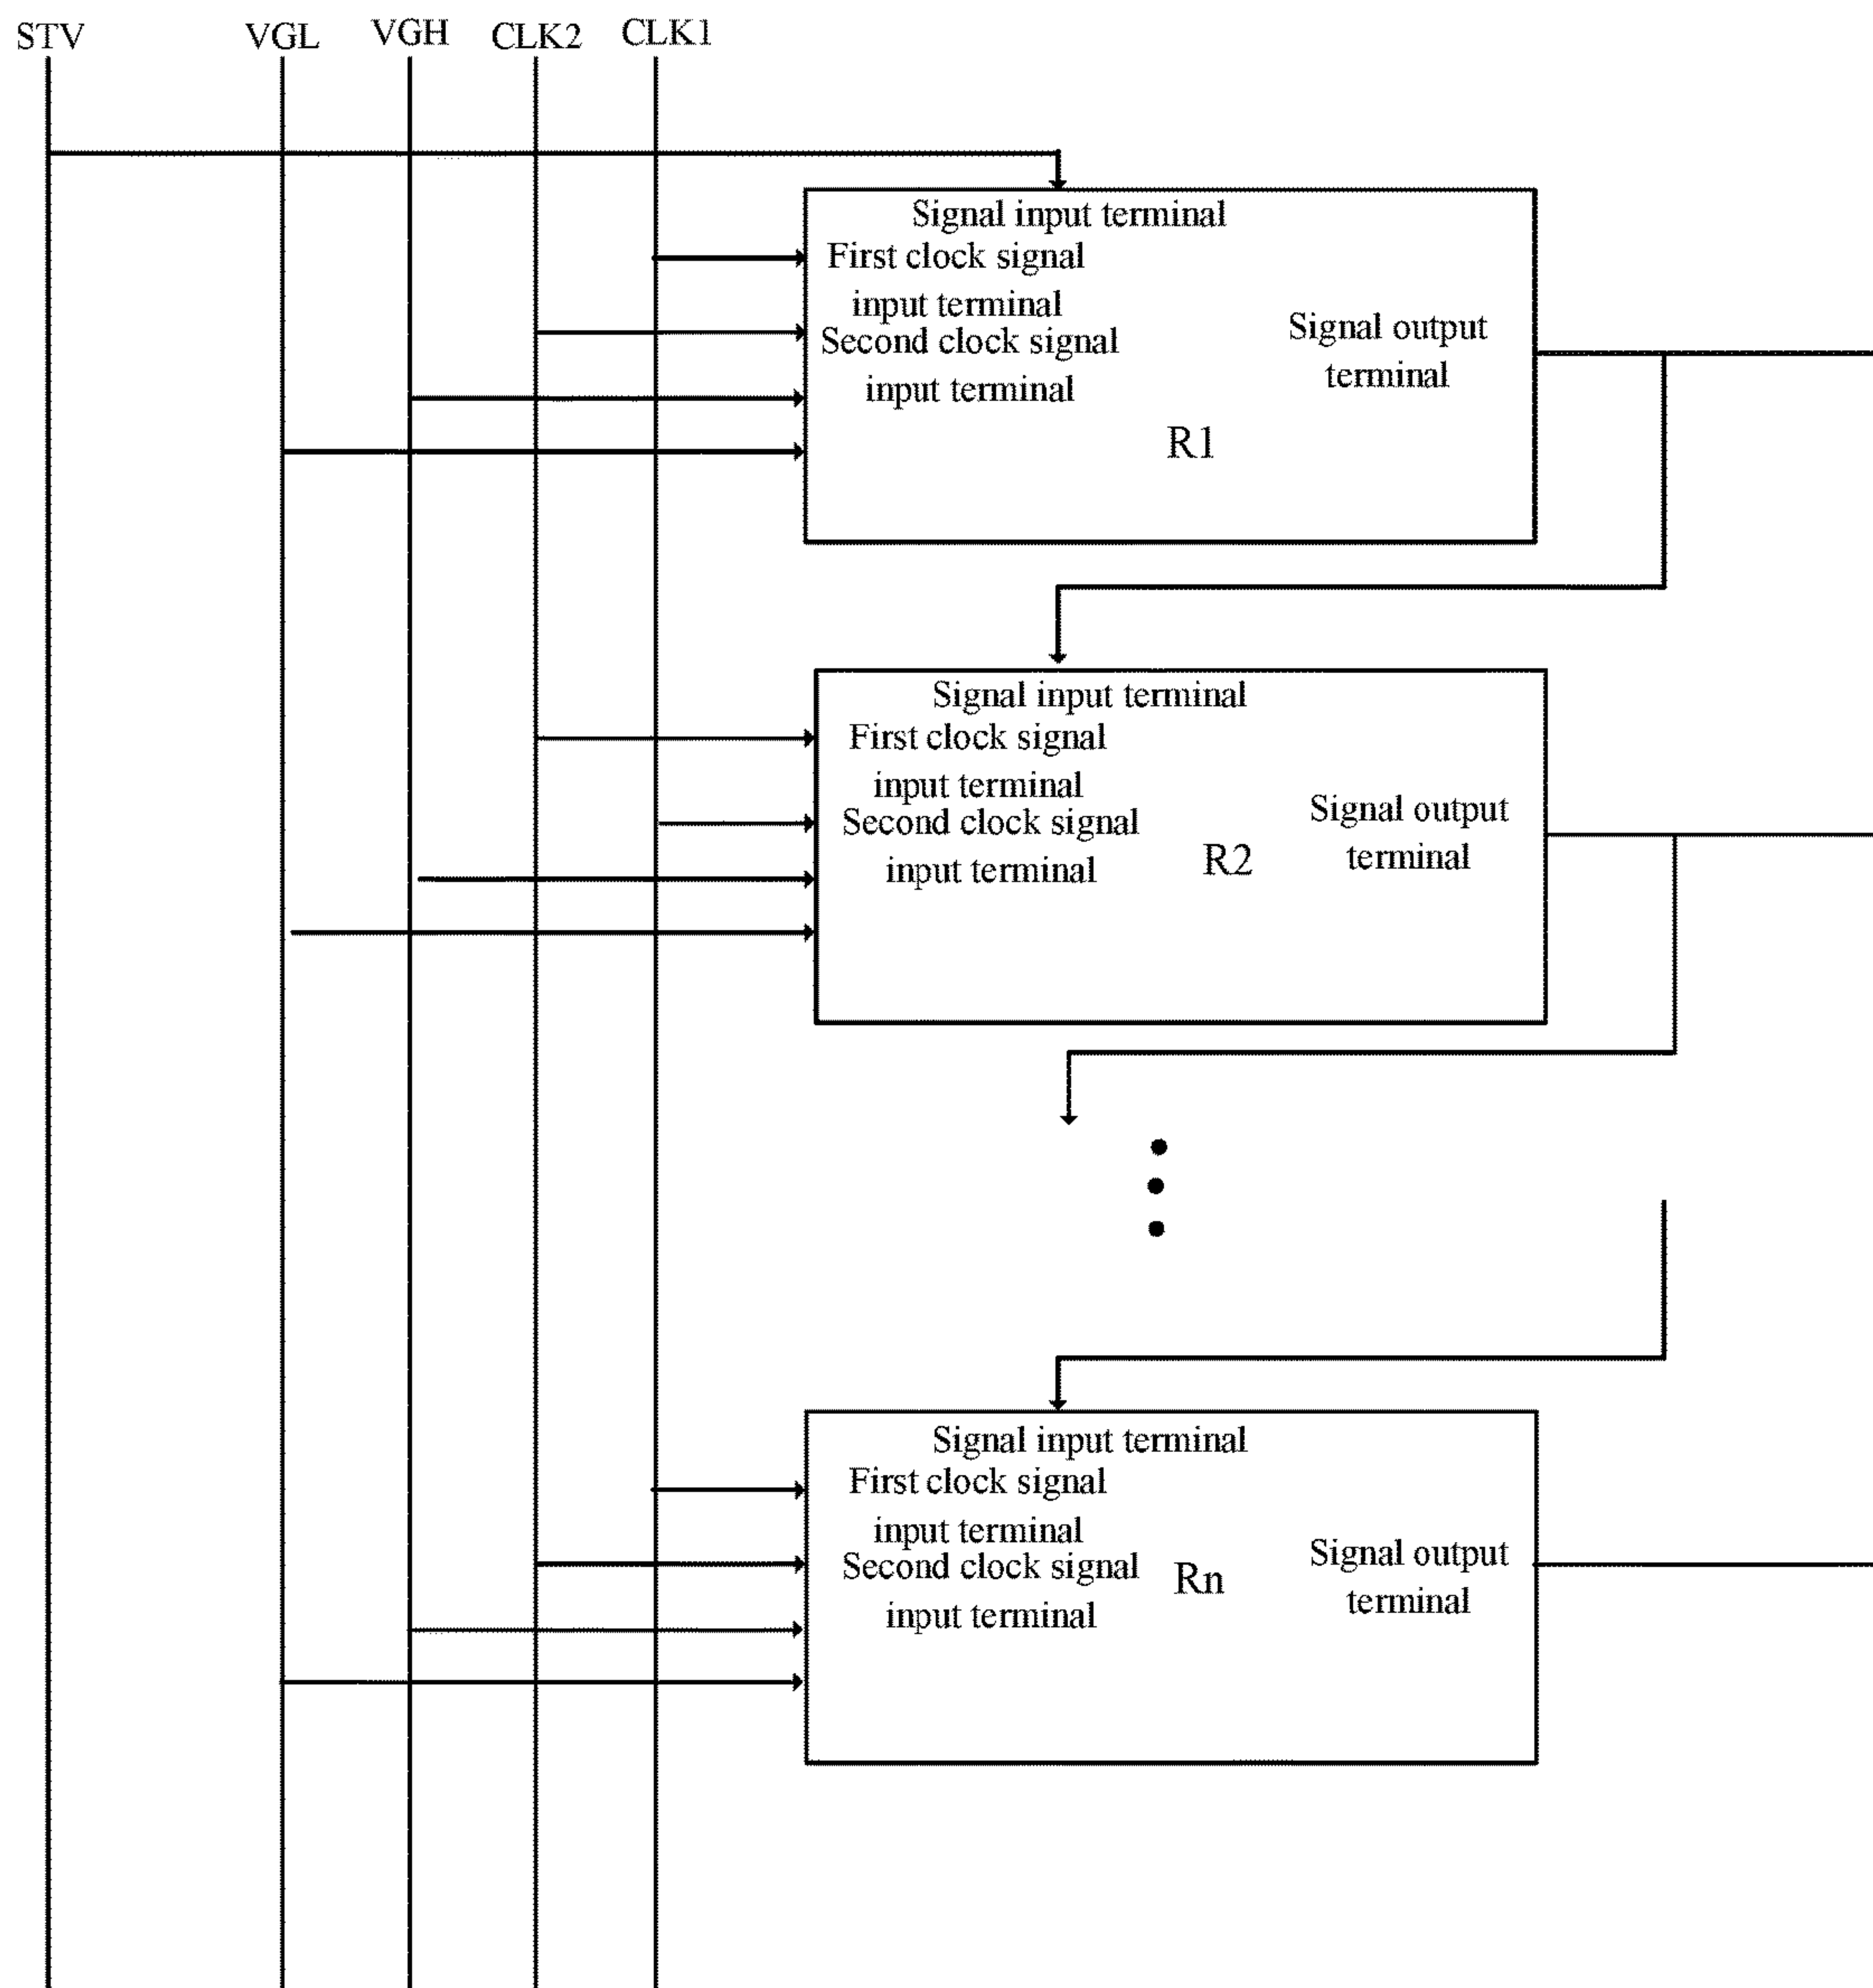 STV VGL VGH CLK2 CLK1
Signal input terminal
First clock signal
input terminal
Second clock signal
input terminal
Signal output
terminal
R1
Signal input terminal
First clock signal
input terminal
Second clock signal
input terminal
R2
Signal output
terminal
Signal input terminal
First clock signal
input terminal
Second clock signal
input terminal
Rn
Signal output
terminal